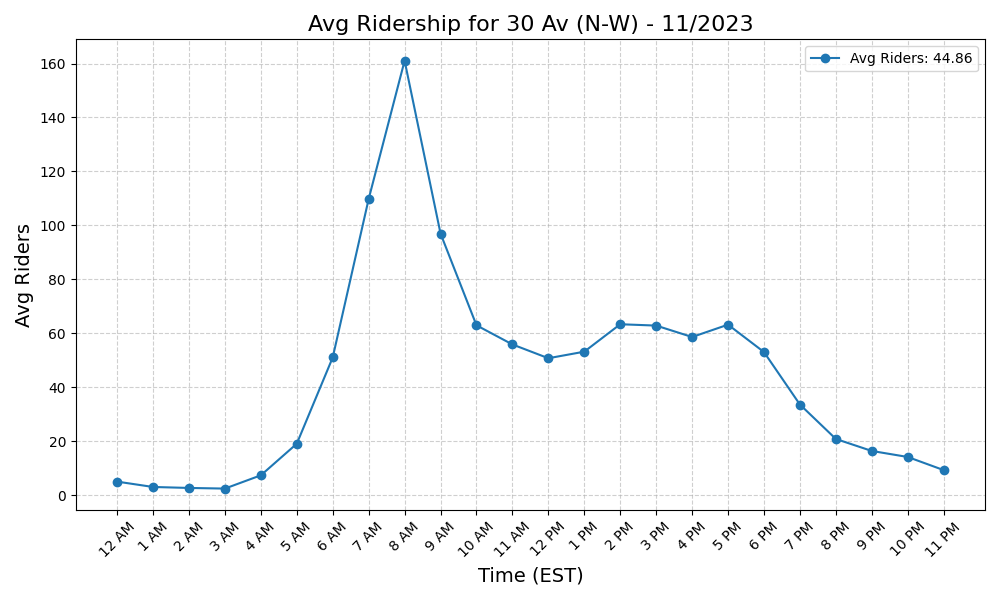 Avg Ridership for 30 Av (N-W) - 11/2023
Avg Riders: 44.86
Avg Riders
160
140
120
100
80
60
40
20
0
12 AM
1 AM
2 AM
3 AM
4 AM
5 AM
6 AM
7 AM
8 AM
9 AM
10 AM
11 AM
12 PM
1 PM
2 PM
3 PM
4 PM
5 PM
6 PM
7 PM
8 PM
9 PM
10 PM
11 PM
Time (EST)